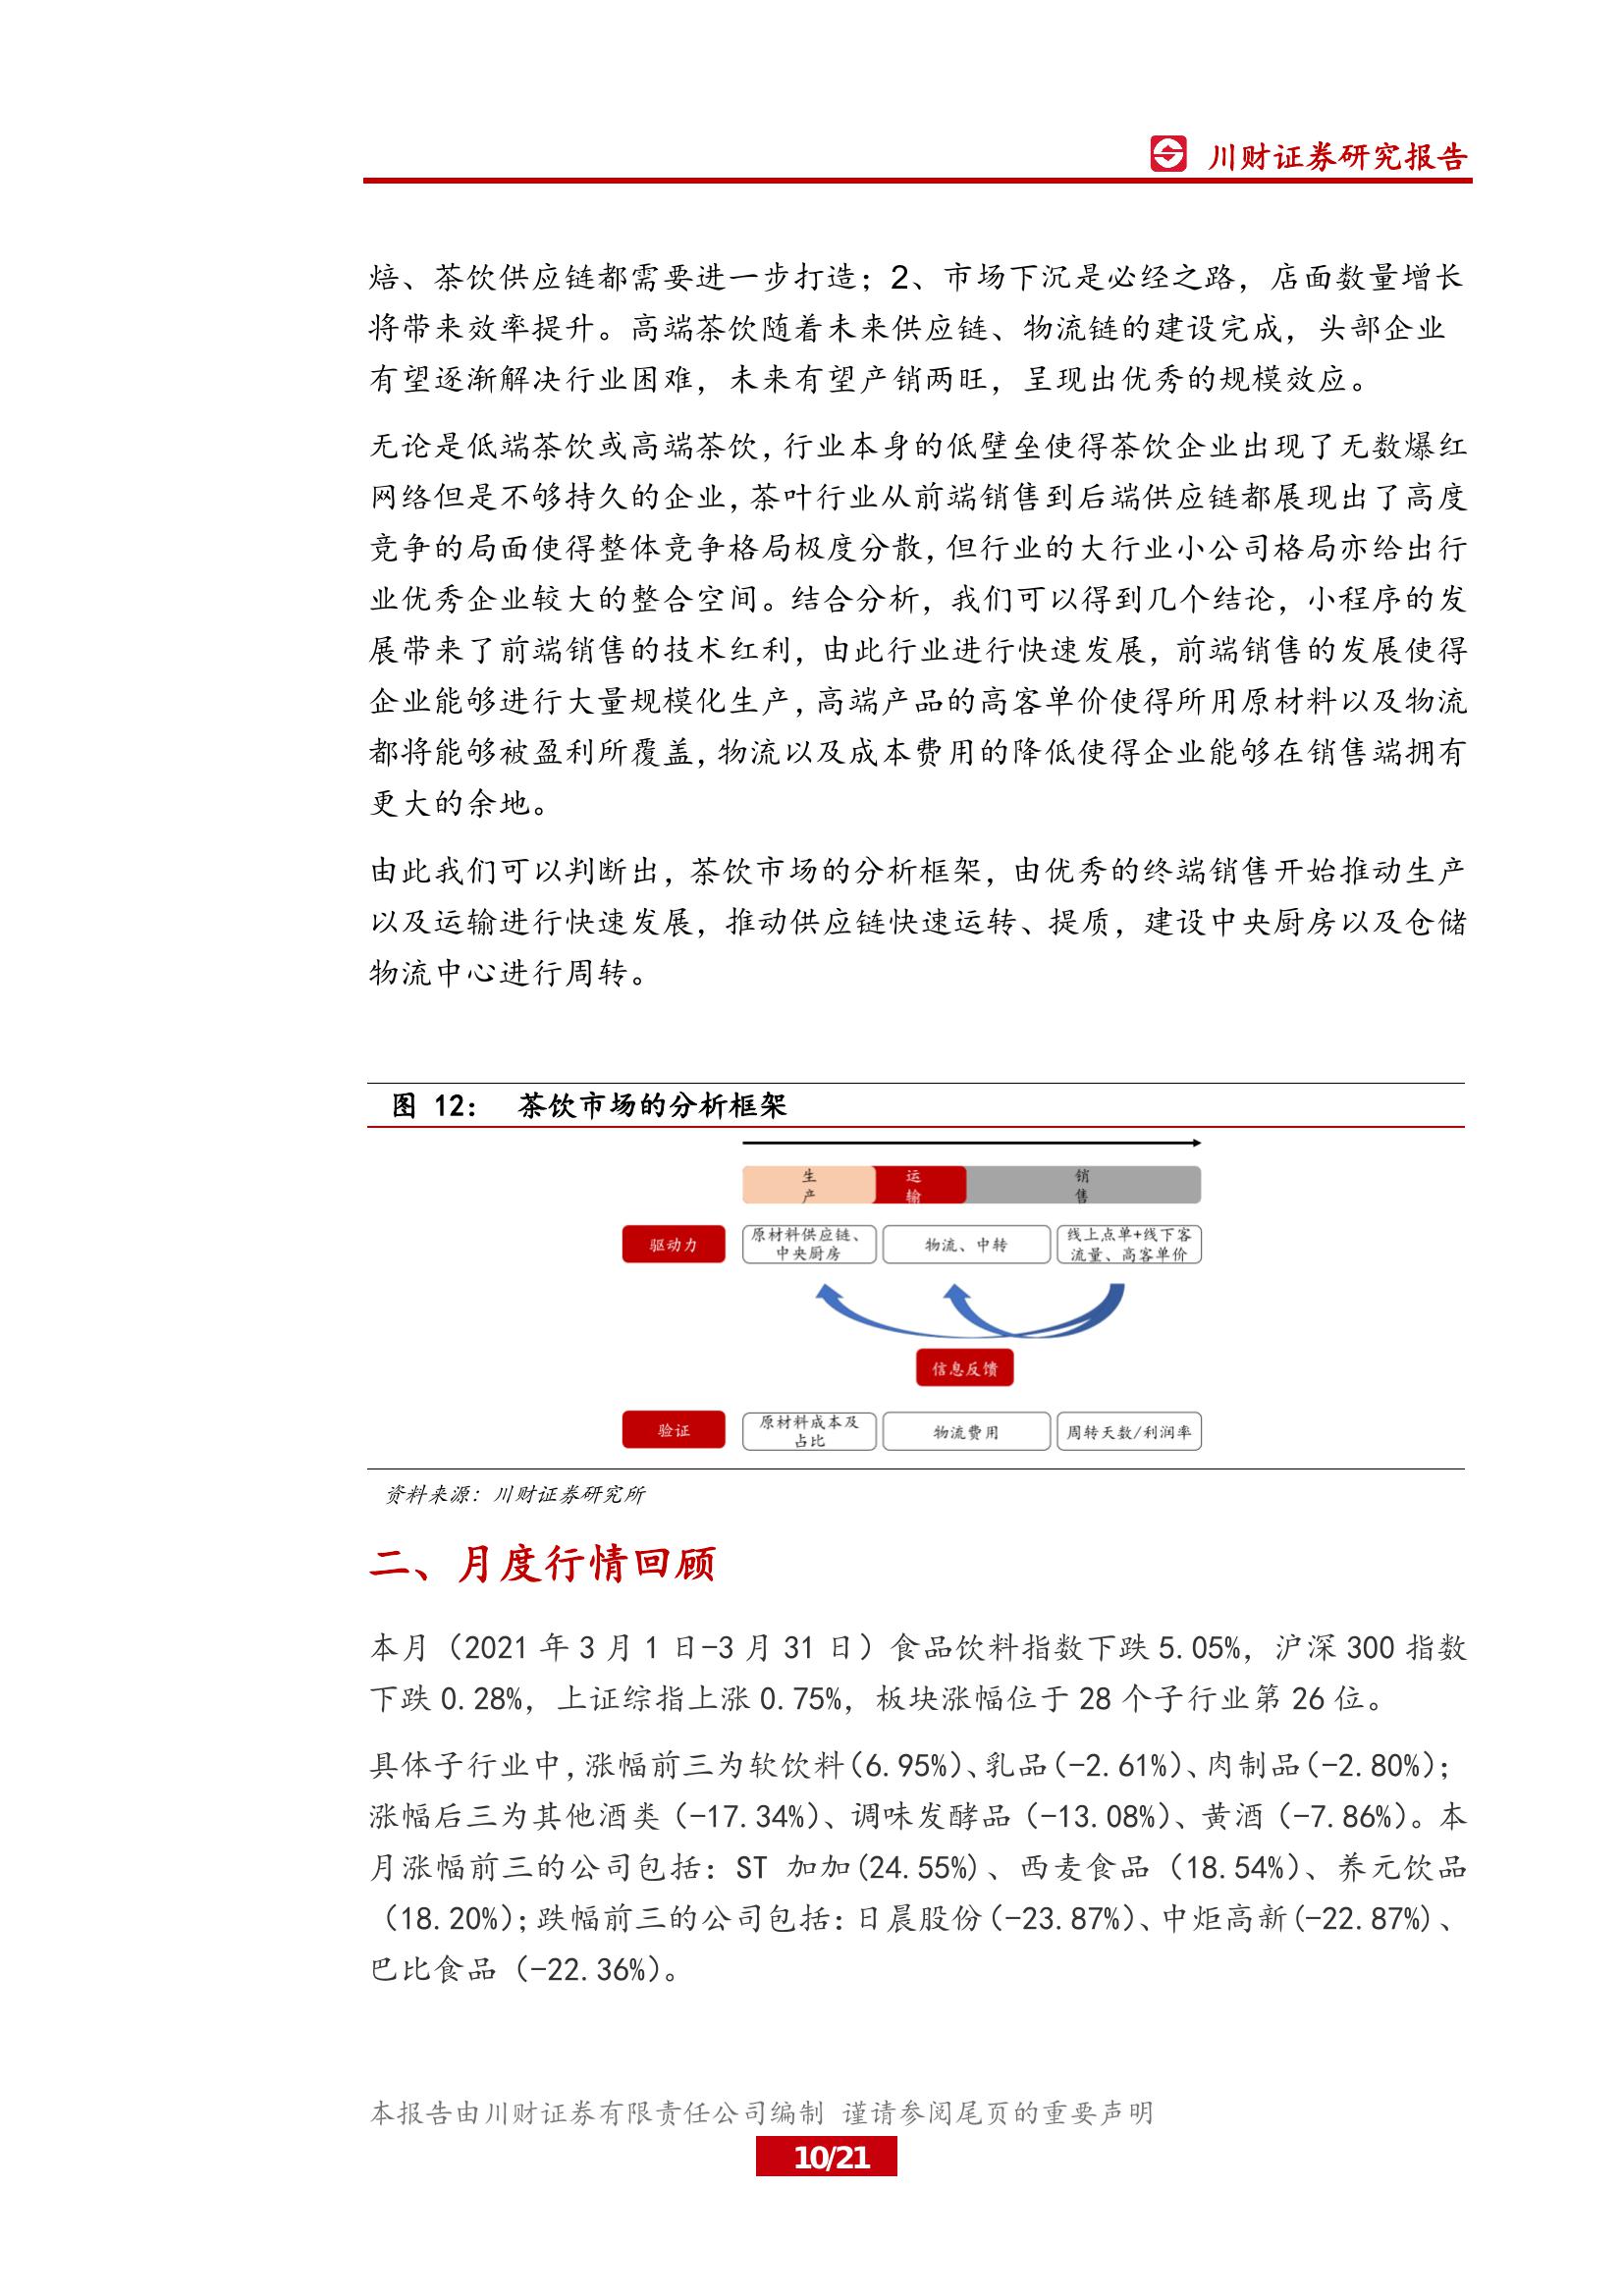 川财证券研究报告
焙、茶饮供应链都需要进一步打造；2、市场下沉是必经之路，店面数量增长
将带来效率提升。高端茶饮随着未来供应链、物流链的建设完成，头部企业
有望逐渐解决行业困难，未来有望产销两旺，呈现出优秀的规模效应。
无论是低端茶饮或高端茶饮，行业本身的低壁垒使得茶饮企业出现了无数爆红
网络但是不够持久的企业，茶叶行业从前端销售到后端供应链都展现出了高度
竞争的局面使得整体竞争格局极度分散，但行业的大行业小公司格局亦给出行
业优秀企业较大的整合空间。结合分析，我们可以得到几个结论，小程序的发
展带来了前端销售的技术红利，由此行业进行快速发展，前端销售的发展使得
企业能够进行大量规模化生产，高端产品的高客单价使得所用原材料以及物流
都将能够被盈利所覆盖，物流以及成本费用的降低使得企业能够在销售端拥有
更大的余地。
由此我们可以判断出，茶饮市场的分析框架，由优秀的终端销售开始推动生产
以及运输进行快速发展，推动供应链快速运转、提质，建设中央厨房以及仓储
物流中心进行周转。
图 12： 茶饮市场的分析框架
生
产
运
输
销
售
驱动力
原材料供应链、
中央厨房
物流、中转
线上点单+线下客
流量、高客单价
信息反馈
验证
原材料成本及
占比
物流费用
周转天数/利润率
资料来源：川财证券研究所
二、月度行情回顾
本月（2021 年 3 月 1 日-3 月 31 日）食品饮料指数下跌 5.05%，沪深 300 指数
下跌 0.28%，上证综指上涨 0.75%，板块涨幅位于 28 个子行业第 26 位。
具体子行业中，涨幅前三为软饮料（6.95%）、乳品（-2.61%）、肉制品（-2.80%）；
涨幅后三为其他酒类（-17.34%）、调味发酵品（-13.08%）、黄酒（-7.86%）。本
月涨幅前三的公司包括：ST 加加(24.55%)、西麦食品（18.54%）、养元饮品
（18.20%）；跌幅前三的公司包括：日晨股份（-23.87%）、中炬高新(-22.87%)、
巴比食品（-22.36%）。
本报告由川财证券有限责任公司编制 谨请参阅尾页的重要声明
10/21